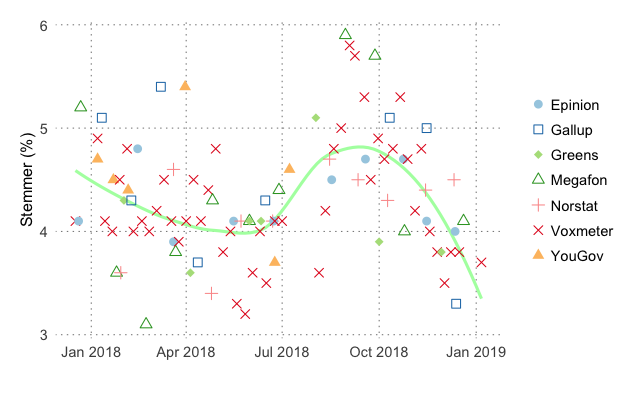 6
5
4
3
Stemmer (%)
Jan 2018
Apr 2018
Jul 2018
Oct 2018
Jan 2019
Epinion
Gallup
Greens
Megafon
Norstat
Voxmeter
YouGov